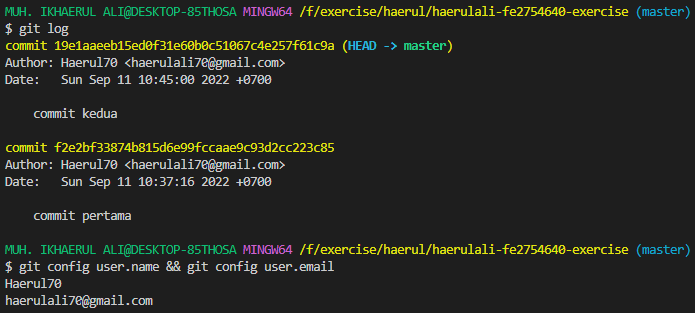 MUH. IKHAERUL ALI@DESKTOP-85THOSA MINGW64 /f/exercise/haerul/haerulali-fe2754640-exercise (master)
$ git log
commit 19e1aaeeb15ed0f31e60b0c51067c4e257f61c9a (HEAD -> master)
Author: Haerul70 <haerulali70@gmail.com>
Date:   Sun Sep 11 10:45:00 2022 +0700
    commit kedua
commit f2e2bf33874b815d6e99fccaae9c93d2cc223c85
Author: Haerul70 <haerulali70@gmail.com>
Date:   Sun Sep 11 10:37:16 2022 +0700
    commit pertama
MUH. IKHAERUL ALI@DESKTOP-85THOSA MINGW64 /f/exercise/haerul/haerulali-fe2754640-exercise (master)
$ git config user.name && git config user.email
Haerul70
haerulali70@gmail.com